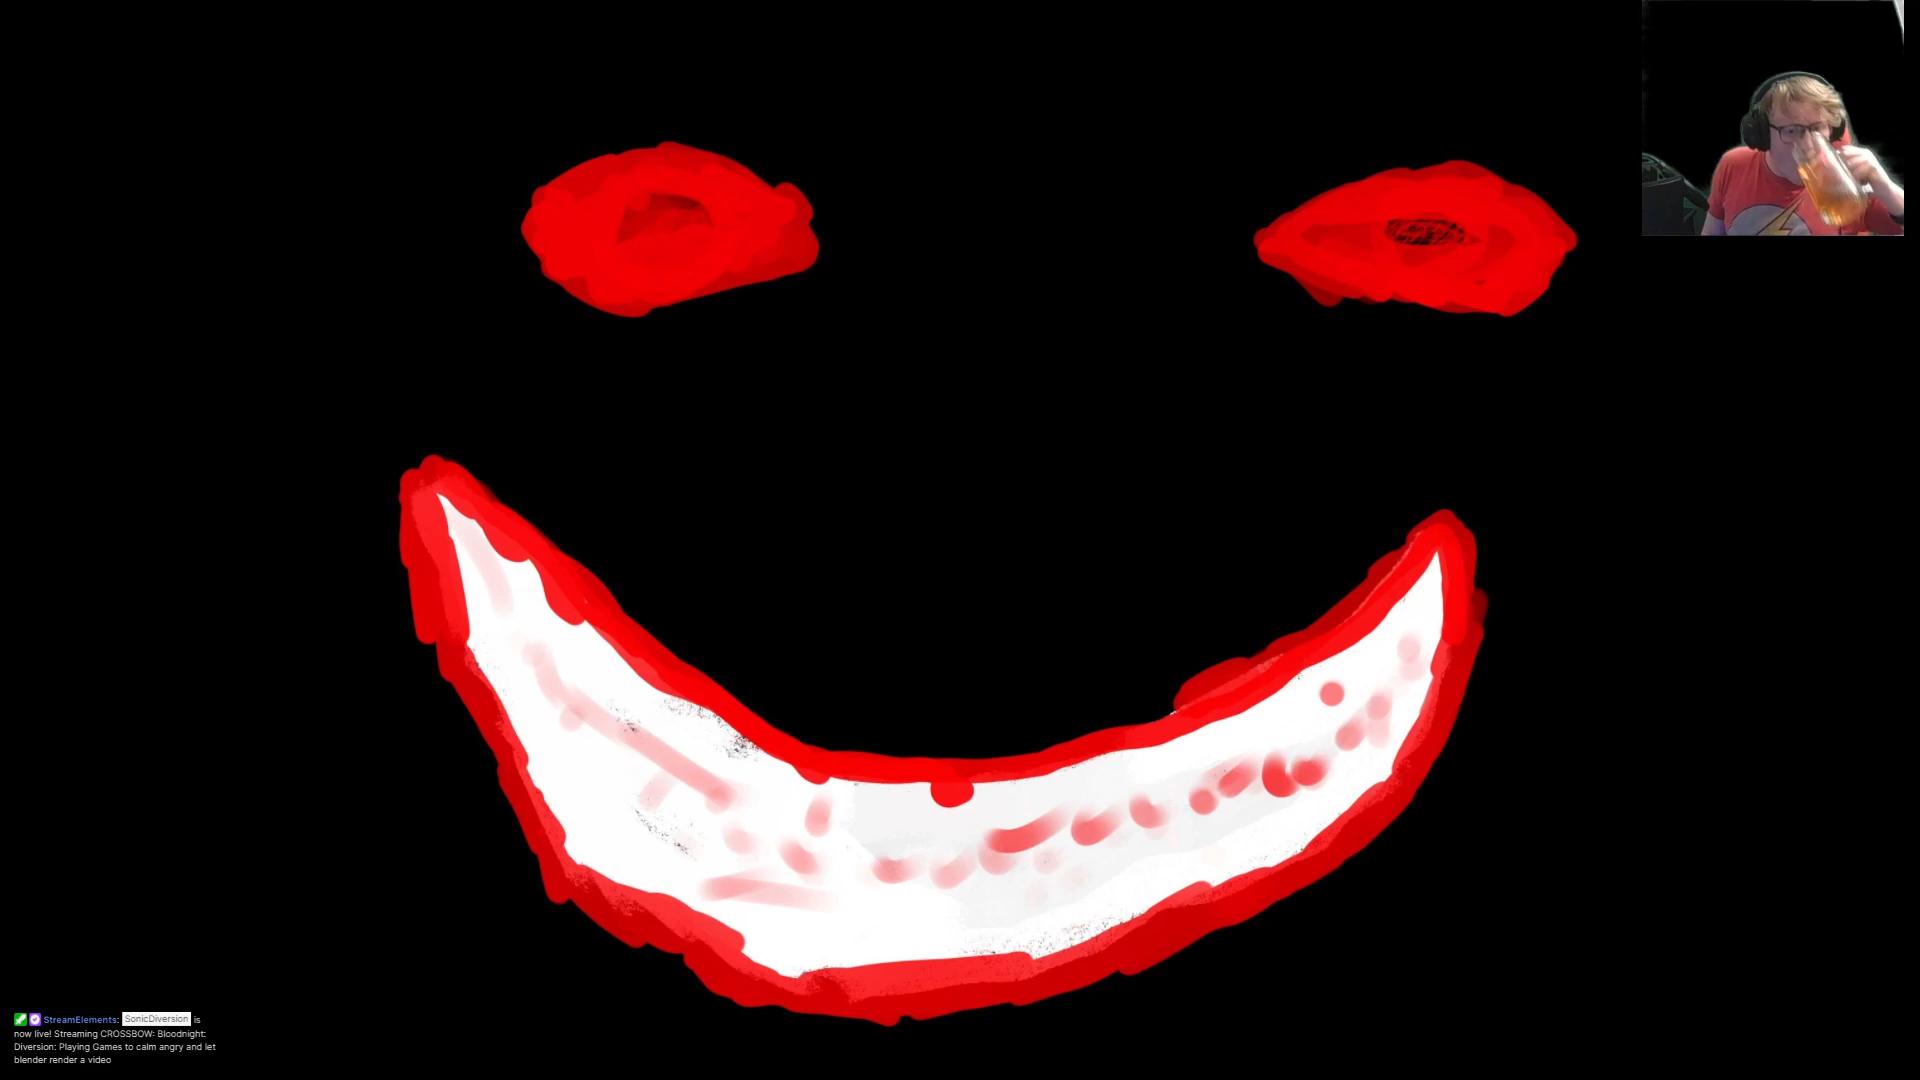 StreamElements: SonicDiversion is
now live! Streaming CROSSBOW: Bloodnight:
Diversion: Playing Games to calm angry and let
blender render a video